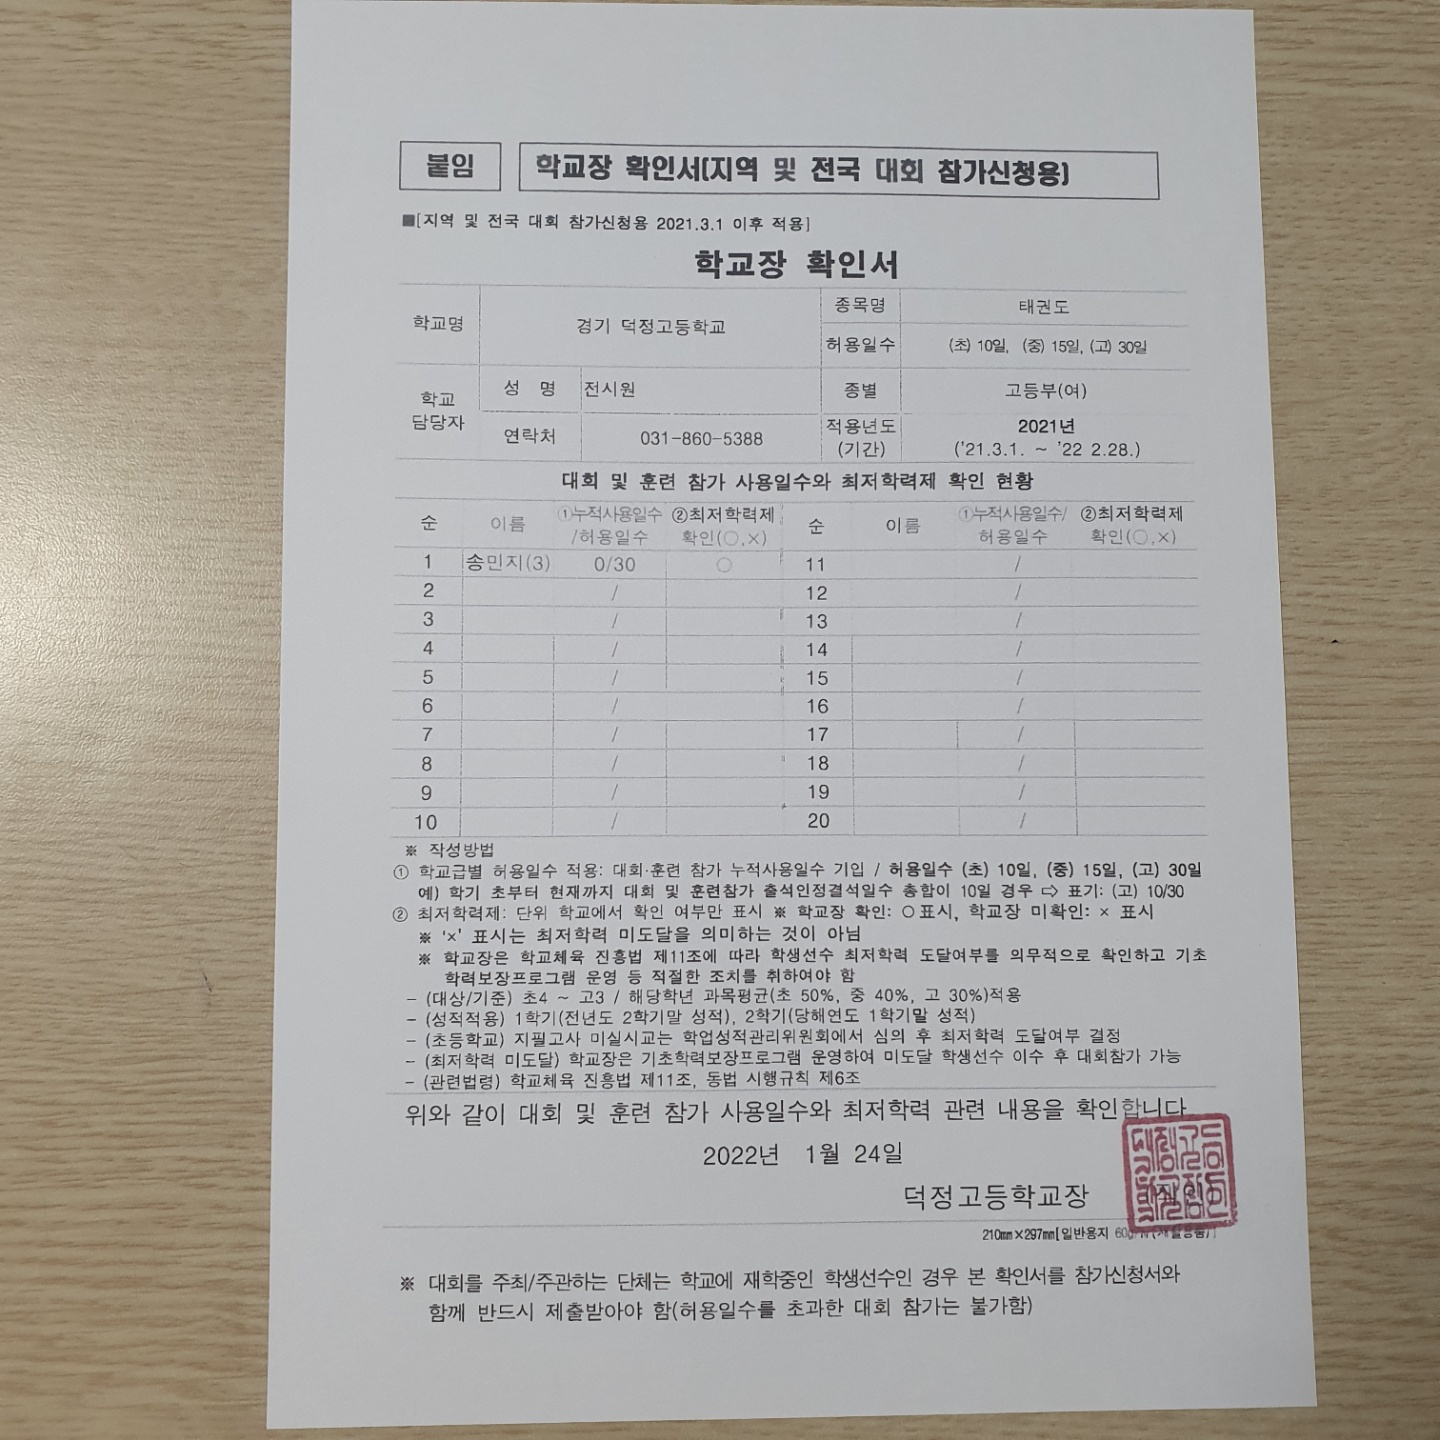 붙임
학교장 확인서(지역 및 전국 대회 참가신청용)
■[지역 및 전국 대회 참가신청용 2021.3.1 이후 적용]
학교장 확인서
학교명 경기 덕정고등학교 종목명 태권도
허용일수 (초) 10일, (중) 15일, (고) 30일
학교 담당자 성 명 전시원 종별 고등부(여)
연락처 031-860-5388 적용년도 (기간) 2021년 ('21.3.1. ~ '22 2.28.)
대회 및 훈련 참가 사용일수와 최저학력제 확인 현황
순 이름 ①누적사용일수 /허용일수 ②최저학력제 확인(○,×) 순 이름 ①누적사용일수/ 허용일수 ②최저학력제 확인(○,×)
1 송민지(3) 0/30 ○ 11 /
2 / 12 /
3 / 13 /
4 / 14 /
5 / 15 /
6 / 16 /
7 / 17 /
8 / 18 /
9 / 19 /
10 / 20 /
※ 작성방법
① 학교급별 허용일수 적용: 대회·훈련 참가 누적사용일수 기입 / 허용일수 (초) 10일, (중) 15일, (고) 30일
예) 학기 초부터 현재까지 대회 및 훈련참가 출석인정결석일수 총합이 10일 경우 ⇨ 표기: (고) 10/30
② 최저학력제: 단위 학교에서 확인 여부만 표시 ※ 학교장 확인: ○표시, 학교장 미확인: × 표시
※ '×' 표시는 최저학력 미도달을 의미하는 것이 아님
※ 학교장은 학교체육 진흥법 제11조에 따라 학생선수 최저학력 도달여부를 의무적으로 확인하고 기초
학력보장프로그램 운영 등 적절한 조치를 취하여야 함
- (대상/기준) 초4 ~ 고3 / 해당학년 과목평균(초 50%, 중 40%, 고 30%)적용
- (성적적용) 1학기(전년도 2학기말 성적), 2학기(당해연도 1학기말 성적)
- (초등학교) 지필고사 미실시교는 학업성적관리위원회에서 심의 후 최저학력 도달여부 결정
- (최저학력 미도달) 학교장은 기초학력보장프로그램 운영하여 미도달 학생선수 이수 후 대회참가 가능
- (관련법령) 학교체육 진흥법 제11조, 동법 시행규칙 제6조
위와 같이 대회 및 훈련 참가 사용일수와 최저학력 관련 내용을 확인합니다
2022년 1월 24일
덕정고등학교장
210㎜×297㎜[일반용지
※ 대회를 주최/주관하는 단체는 학교에 재학중인 학생선수인 경우 본 확인서를 참가신청서와
함께 반드시 제출받아야 함(허용일수를 초과한 대회 참가는 불가함)